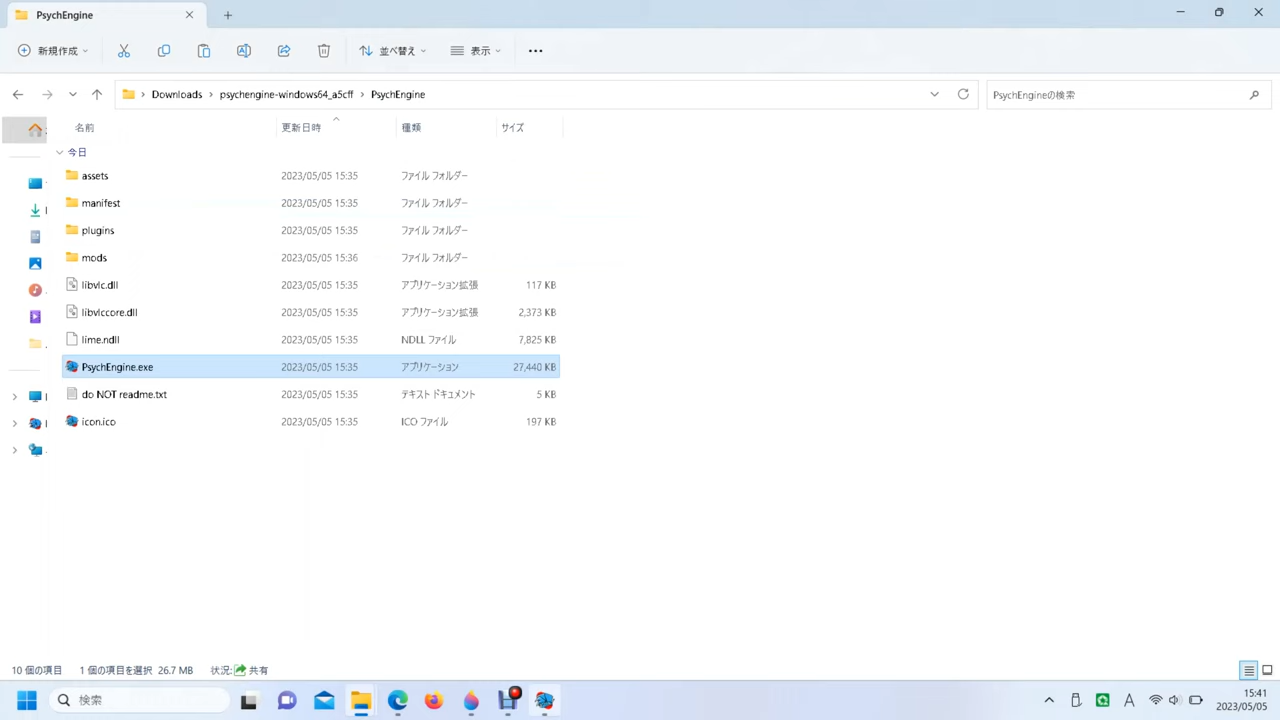 PsychEngine
新規作成
並べ替え
表示
Downloads > psychengine-windows64_a5cff > PsychEngine
PsychEngineの検索
名前 更新日時 種類 サイズ
今日
assets 2023/05/05 15:35 ファイル フォルダー
manifest 2023/05/05 15:35 ファイル フォルダー
plugins 2023/05/05 15:35 ファイル フォルダー
mods 2023/05/05 15:36 ファイル フォルダー
libvlc.dll 2023/05/05 15:35 アプリケーション拡張 117 KB
libvlccore.dll 2023/05/05 15:35 アプリケーション拡張 2,373 KB
lime.ndll 2023/05/05 15:35 NDLL ファイル 7,825 KB
PsychEngine.exe 2023/05/05 15:35 アプリケーション 27,440 KB
do NOT readme.txt 2023/05/05 15:35 テキスト ドキュメント 5 KB
icon.ico 2023/05/05 15:35 ICO ファイル 197 KB
10 個の項目 1 個の項目を選択 26.7 MB 状況: 共有
検索
A
15:41
2023/05/05